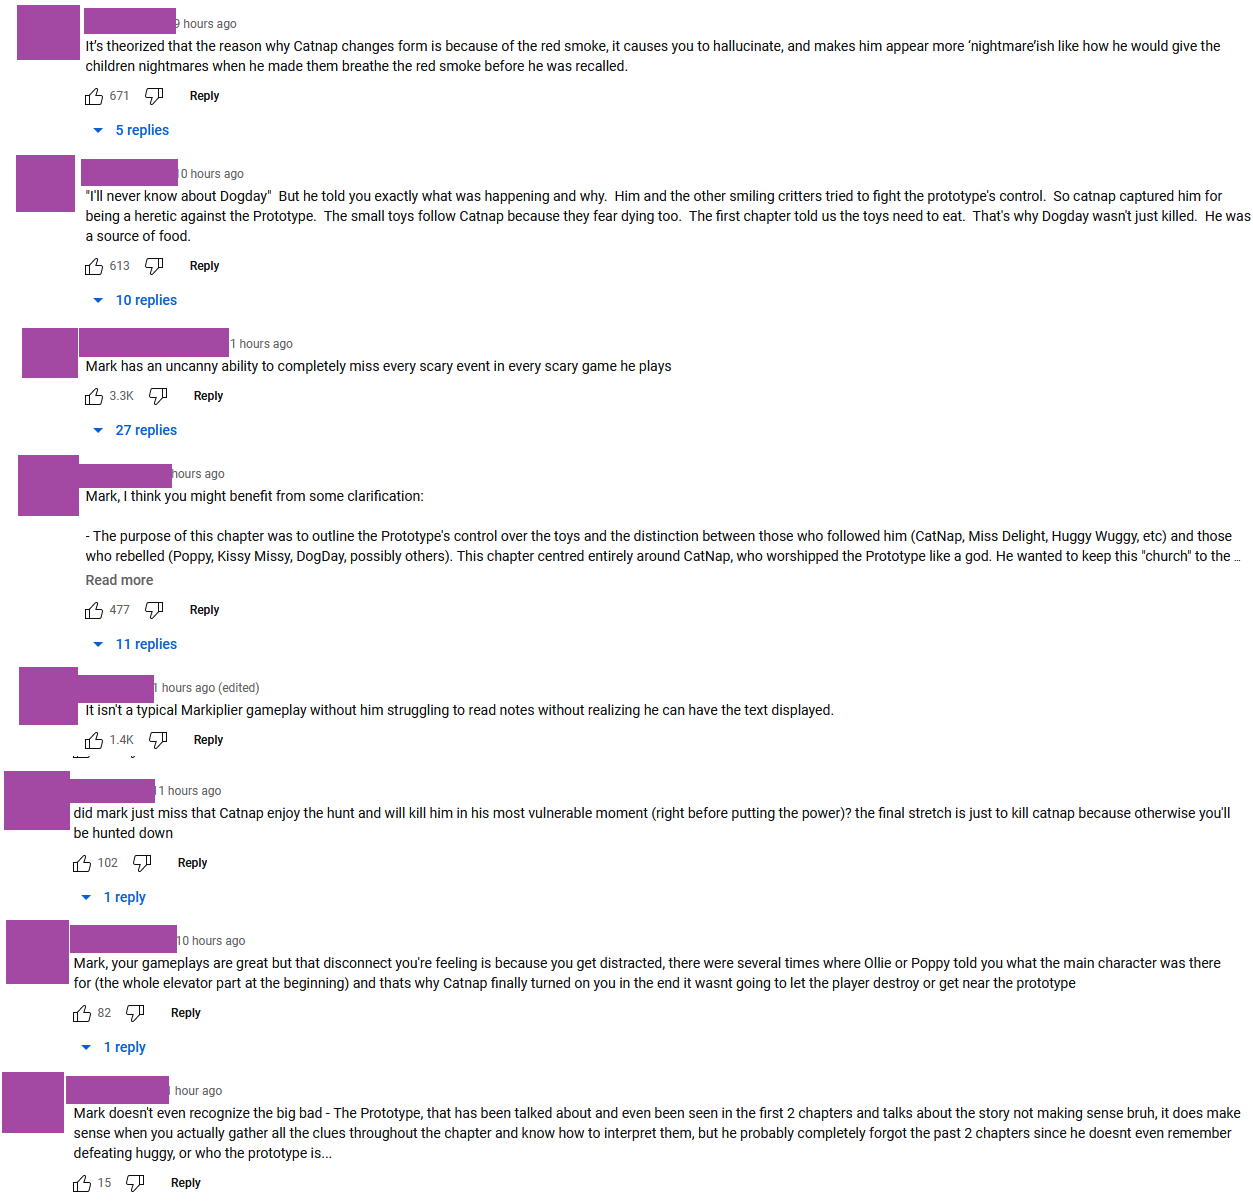 9 hours ago
It's theorized that the reason why Catnap changes form is because of the red smoke, it causes you to hallucinate, and makes him appear more 'nightmare'ish like how he would give the
children nightmares when he made them breathe the red smoke before he was recalled.
671 Reply
5 replies
0 hours ago
"I'll never know about Dogday"  But he told you exactly what was happening and why.  Him and the other smiling critters tried to fight the prototype's control.  So catnap captured him for
being a heretic against the Prototype.  The small toys follow Catnap because they fear dying too.  The first chapter told us the toys need to eat.  That's why Dogday wasn't just killed.  He was
a source of food.
613 Reply
10 replies
1 hours ago
Mark has an uncanny ability to completely miss every scary event in every scary game he plays
3.3K Reply
27 replies
hours ago
Mark, I think you might benefit from some clarification:
- The purpose of this chapter was to outline the Prototype's control over the toys and the distinction between those who followed him (CatNap, Miss Delight, Huggy Wuggy, etc) and those
who rebelled (Poppy, Kissy Missy, DogDay, possibly others). This chapter centred entirely around CatNap, who worshipped the Prototype like a god. He wanted to keep this "church" to the ...
Read more
477 Reply
11 replies
1 hours ago (edited)
It isn't a typical Markiplier gameplay without him struggling to read notes without realizing he can have the text displayed.
1.4K Reply
11 hours ago
did mark just miss that Catnap enjoy the hunt and will kill him in his most vulnerable moment (right before putting the power)? the final stretch is just to kill catnap because otherwise you'll
be hunted down
102 Reply
1 reply
10 hours ago
Mark, your gameplays are great but that disconnect you're feeling is because you get distracted, there were several times where Ollie or Poppy told you what the main character was there
for (the whole elevator part at the beginning) and thats why Catnap finally turned on you in the end it wasnt going to let the player destroy or get near the prototype
82 Reply
1 reply
hour ago
Mark doesn't even recognize the big bad - The Prototype, that has been talked about and even been seen in the first 2 chapters and talks about the story not making sense bruh, it does make
sense when you actually gather all the clues throughout the chapter and know how to interpret them, but he probably completely forgot the past 2 chapters since he doesnt even remember
defeating huggy, or who the prototype is...
15 Reply